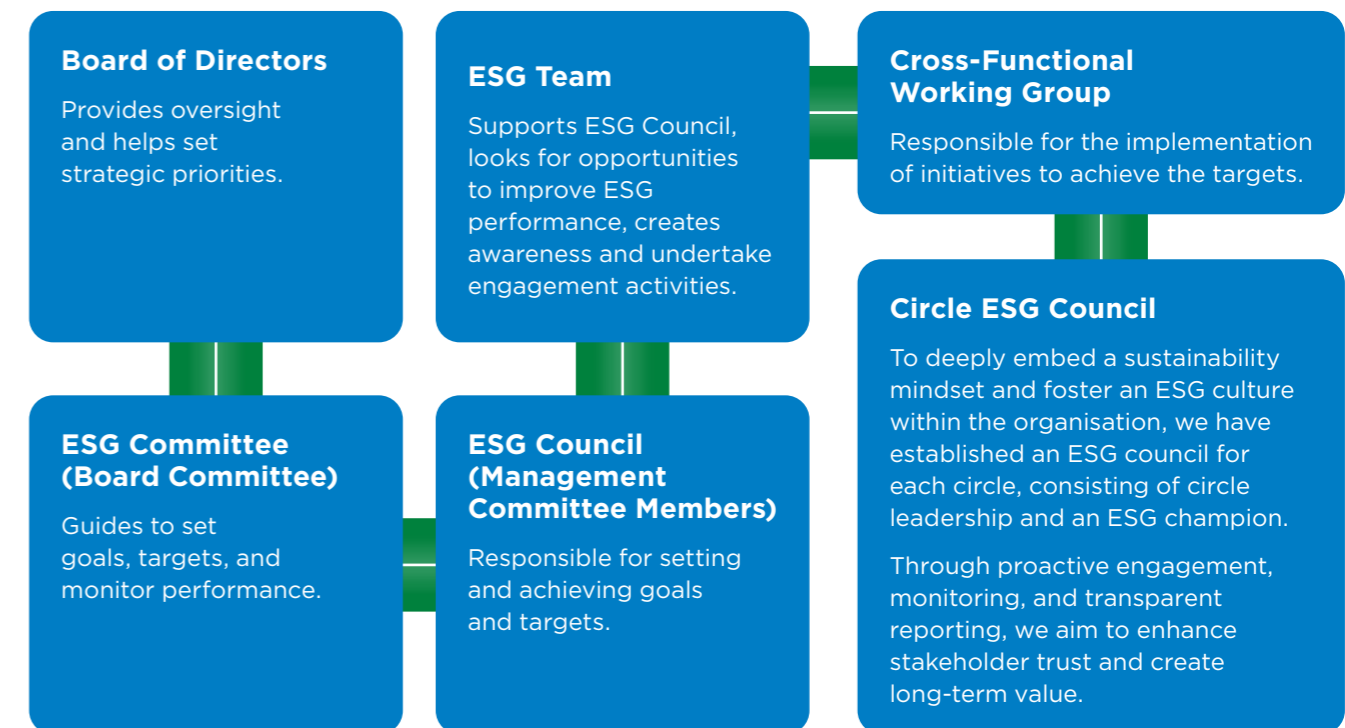 Board of Directors
Provides oversight
and helps set
strategic priorities.
ESG Committee
(Board Committee)
Guides to set
goals, targets, and
monitor performance.
ESG Council
(Management
Committee Members)
Responsible for setting
and achieving goals
and targets.
ESG Team
Supports ESG Council,
looks for opportunities
to improve ESG
performance, creates
awareness and undertake
engagement activities.
Cross-Functional
Working Group
Responsible for the implementation
of initiatives to achieve the targets.
Circle ESG Council
To deeply embed a sustainability
mindset and foster an ESG culture
within the organisation, we have
established an ESG council for
each circle, consisting of circle
leadership and an ESG champion.
Through proactive engagement,
monitoring, and transparent
reporting, we aim to enhance
stakeholder trust and create
long-term value.